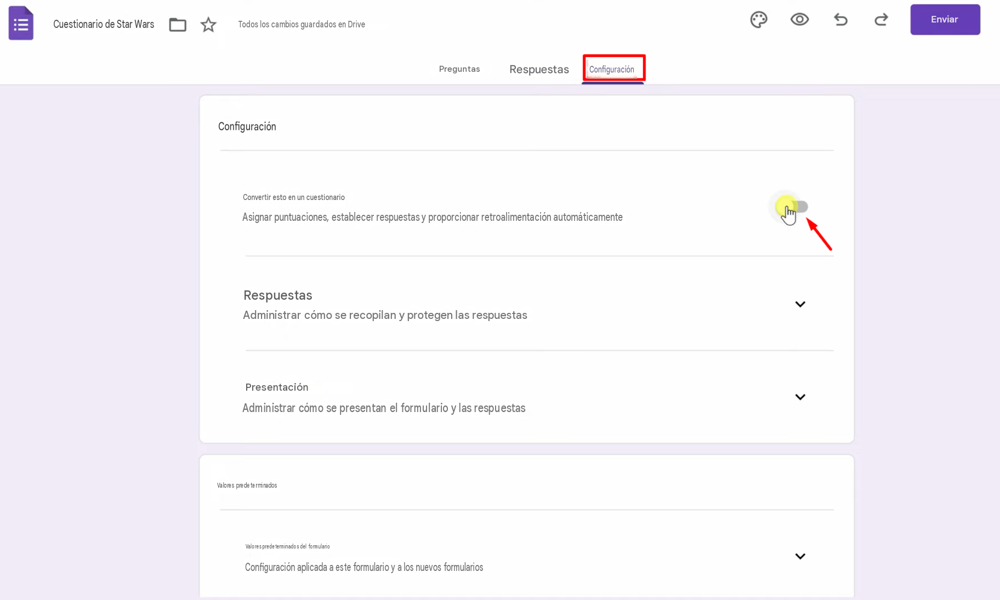 Cuestionario de Star Wars
Todos los cambios guardados en Drive
Enviar
Preguntas
Respuestas
Configuración
Configuración
Convertir esto en un cuestionario
Asignar puntuaciones, establecer respuestas y proporcionar retroalimentación automáticamente
Respuestas
Administrar cómo se recopilan y protegen las respuestas
Presentación
Administrar cómo se presentan el formulario y las respuestas
Valores predeterminados
Valores predeterminados del formulario
Configuración aplicada a este formulario y a los nuevos formularios